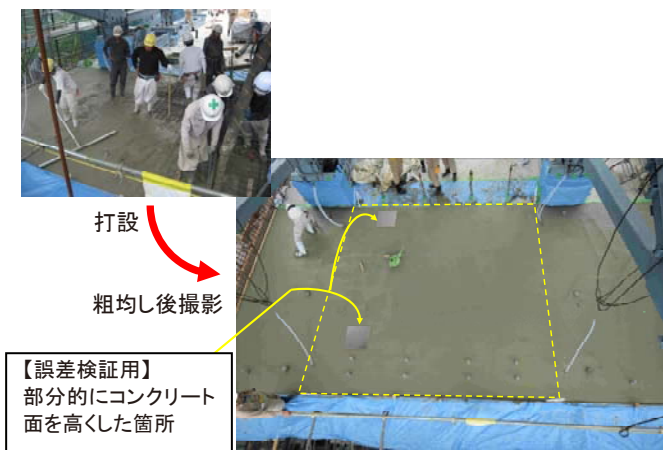 打設
粗均し後撮影
【誤差検証用】
部分的にコンクリート
面を高くした箇所